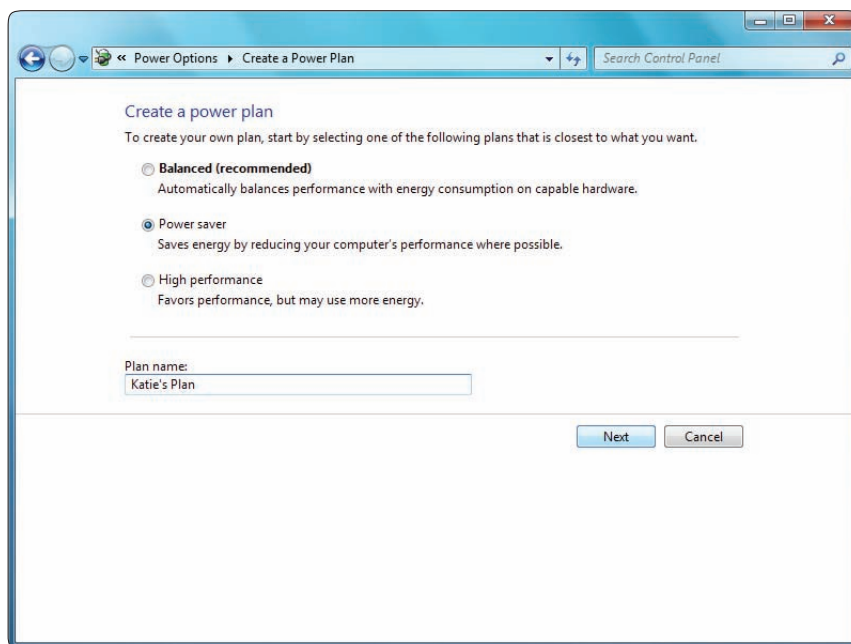 « Power Options ▸ Create a Power Plan
Search Control Panel
Create a power plan
To create your own plan, start by selecting one of the following plans that is closest to what you want.
Balanced (recommended)
Automatically balances performance with energy consumption on capable hardware.
Power saver
Saves energy by reducing your computer's performance where possible.
High performance
Favors performance, but may use more energy.
Plan name:
Katie's Plan
Next Cancel